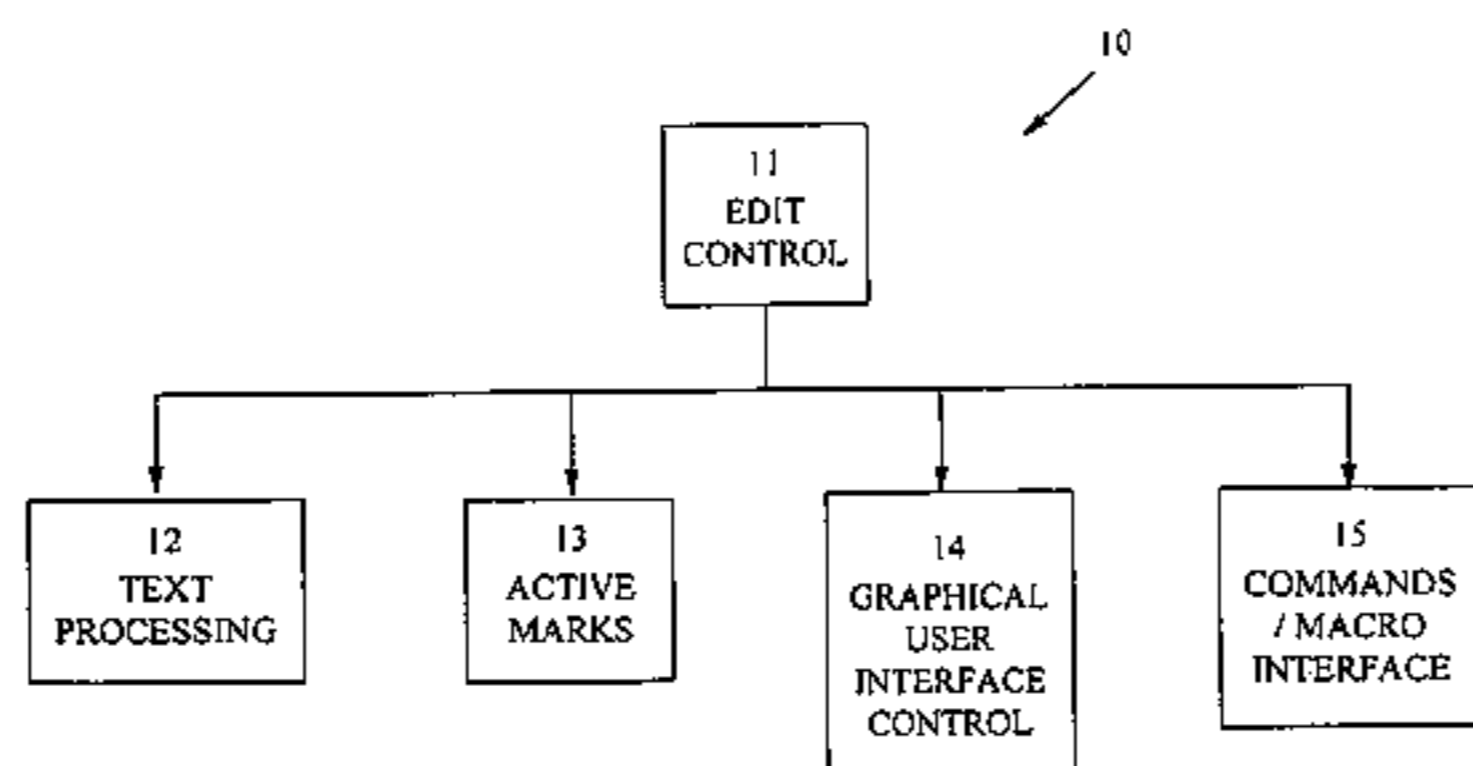 10
11
EDIT
CONTROL
12
TEXT
PROCESSING
13
ACTIVE
MARKS
14
GRAPHICAL
USER
INTERFACE
CONTROL
15
COMMANDS
/ MACRO
INTERFACE